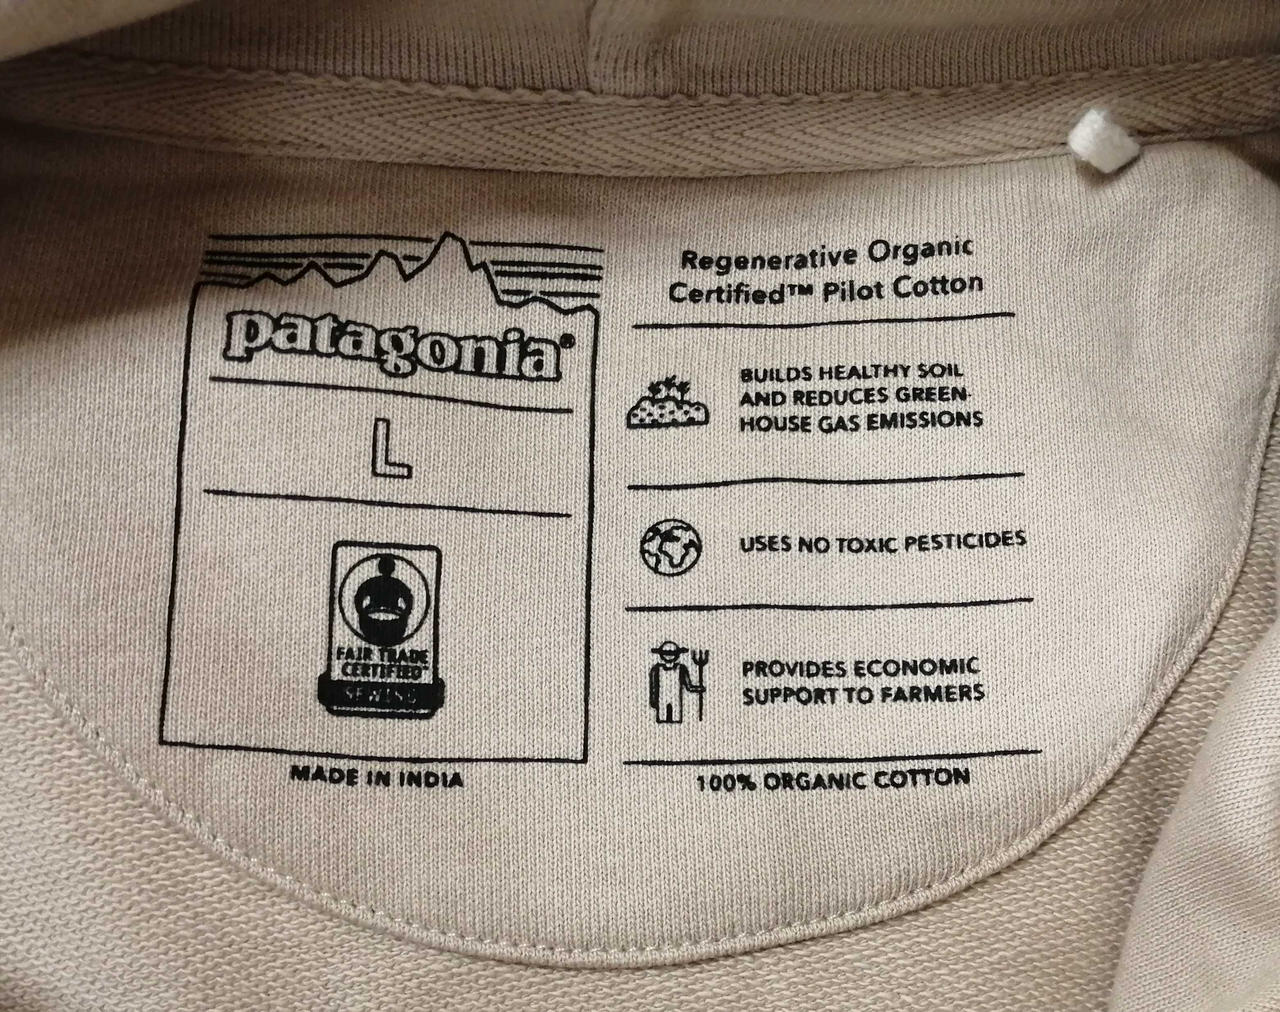 patagonia®
L
FAIR TRADE
CERTIFIED™
SEWING
MADE IN INDIA
Regenerative Organic
Certified™ Pilot Cotton
BUILDS HEALTHY SOIL
AND REDUCES GREEN-
HOUSE GAS EMISSIONS
USES NO TOXIC PESTICIDES
PROVIDES ECONOMIC
SUPPORT TO FARMERS
100% ORGANIC COTTON